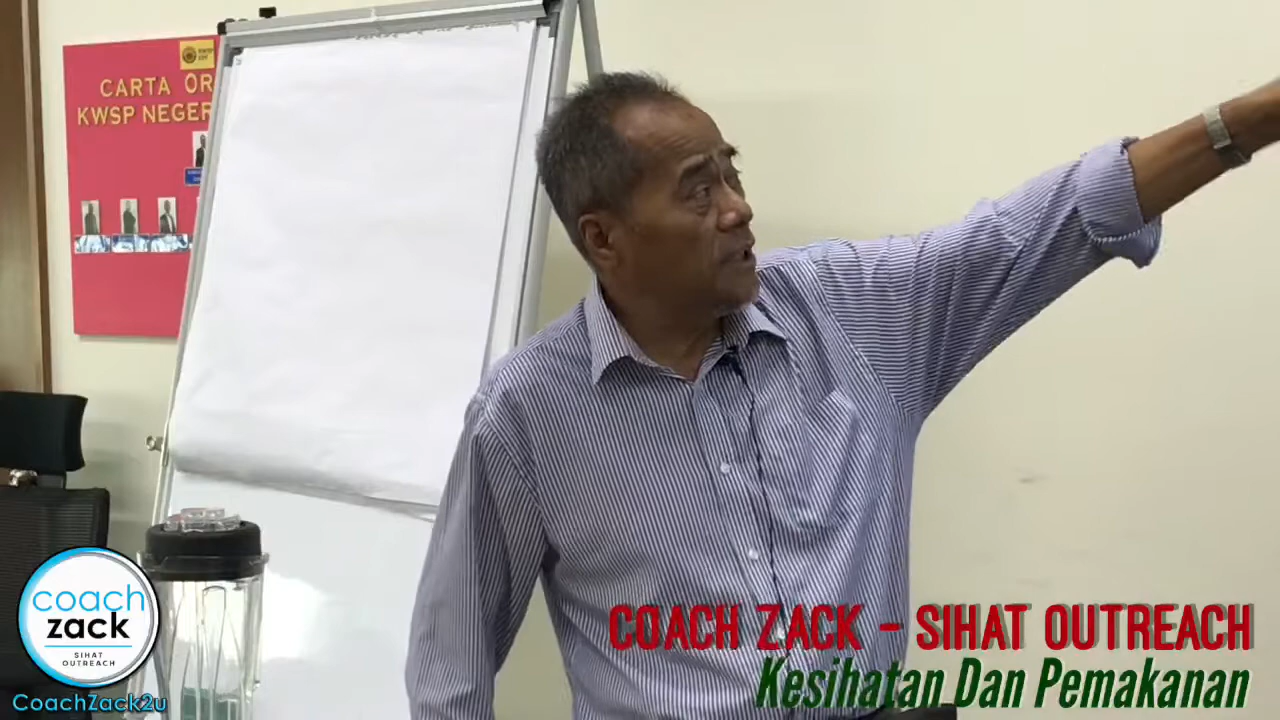 CARTA OR
KWSP NEGER
coach
zack
SIHAT
OUTREACH
CoachZack2u
COACH ZACK - SIHAT OUTREACH
Kesihatan Dan Pemakanan